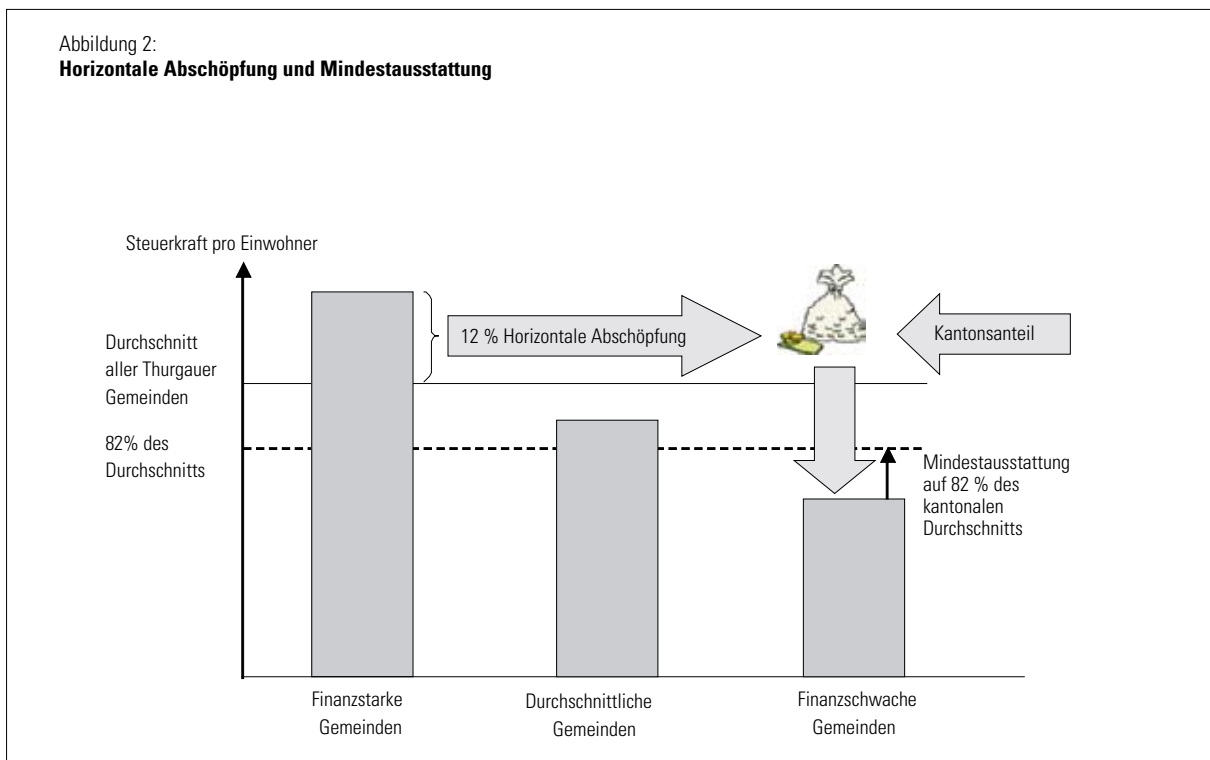 Abbildung 2:
Horizontale Abschöpfung und Mindestausstattung
Steuerkraft pro Einwohner
12 % Horizontale Abschöpfung
Kantonsanteil
Durchschnitt
aller Thurgauer
Gemeinden
82% des
Durchschnitts
Mindestausstattung
auf 82 % des
kantonalen
Durchschnitts
Finanzstarke
Gemeinden
Durchschnittliche
Gemeinden
Finanzschwache
Gemeinden